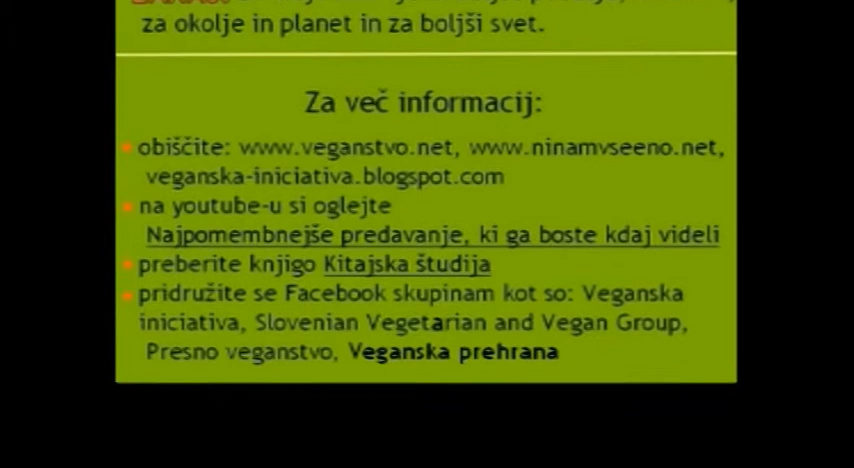 za okolje in planet in za boljši svet.
Za več informacij:
obiščite: www.veganstvo.net, www.ninamvseeno.net,
veganska-iniciativa.blogspot.com
na youtube-u si oglejte
Najpomembnejše predavanje, ki ga boste kdaj videli
preberite knjigo Kitajska študija
pridružite se Facebook skupinam kot so: Veganska
iniciativa, Slovenian Vegetarian and Vegan Group,
Presno veganstvo, Veganska prehrana